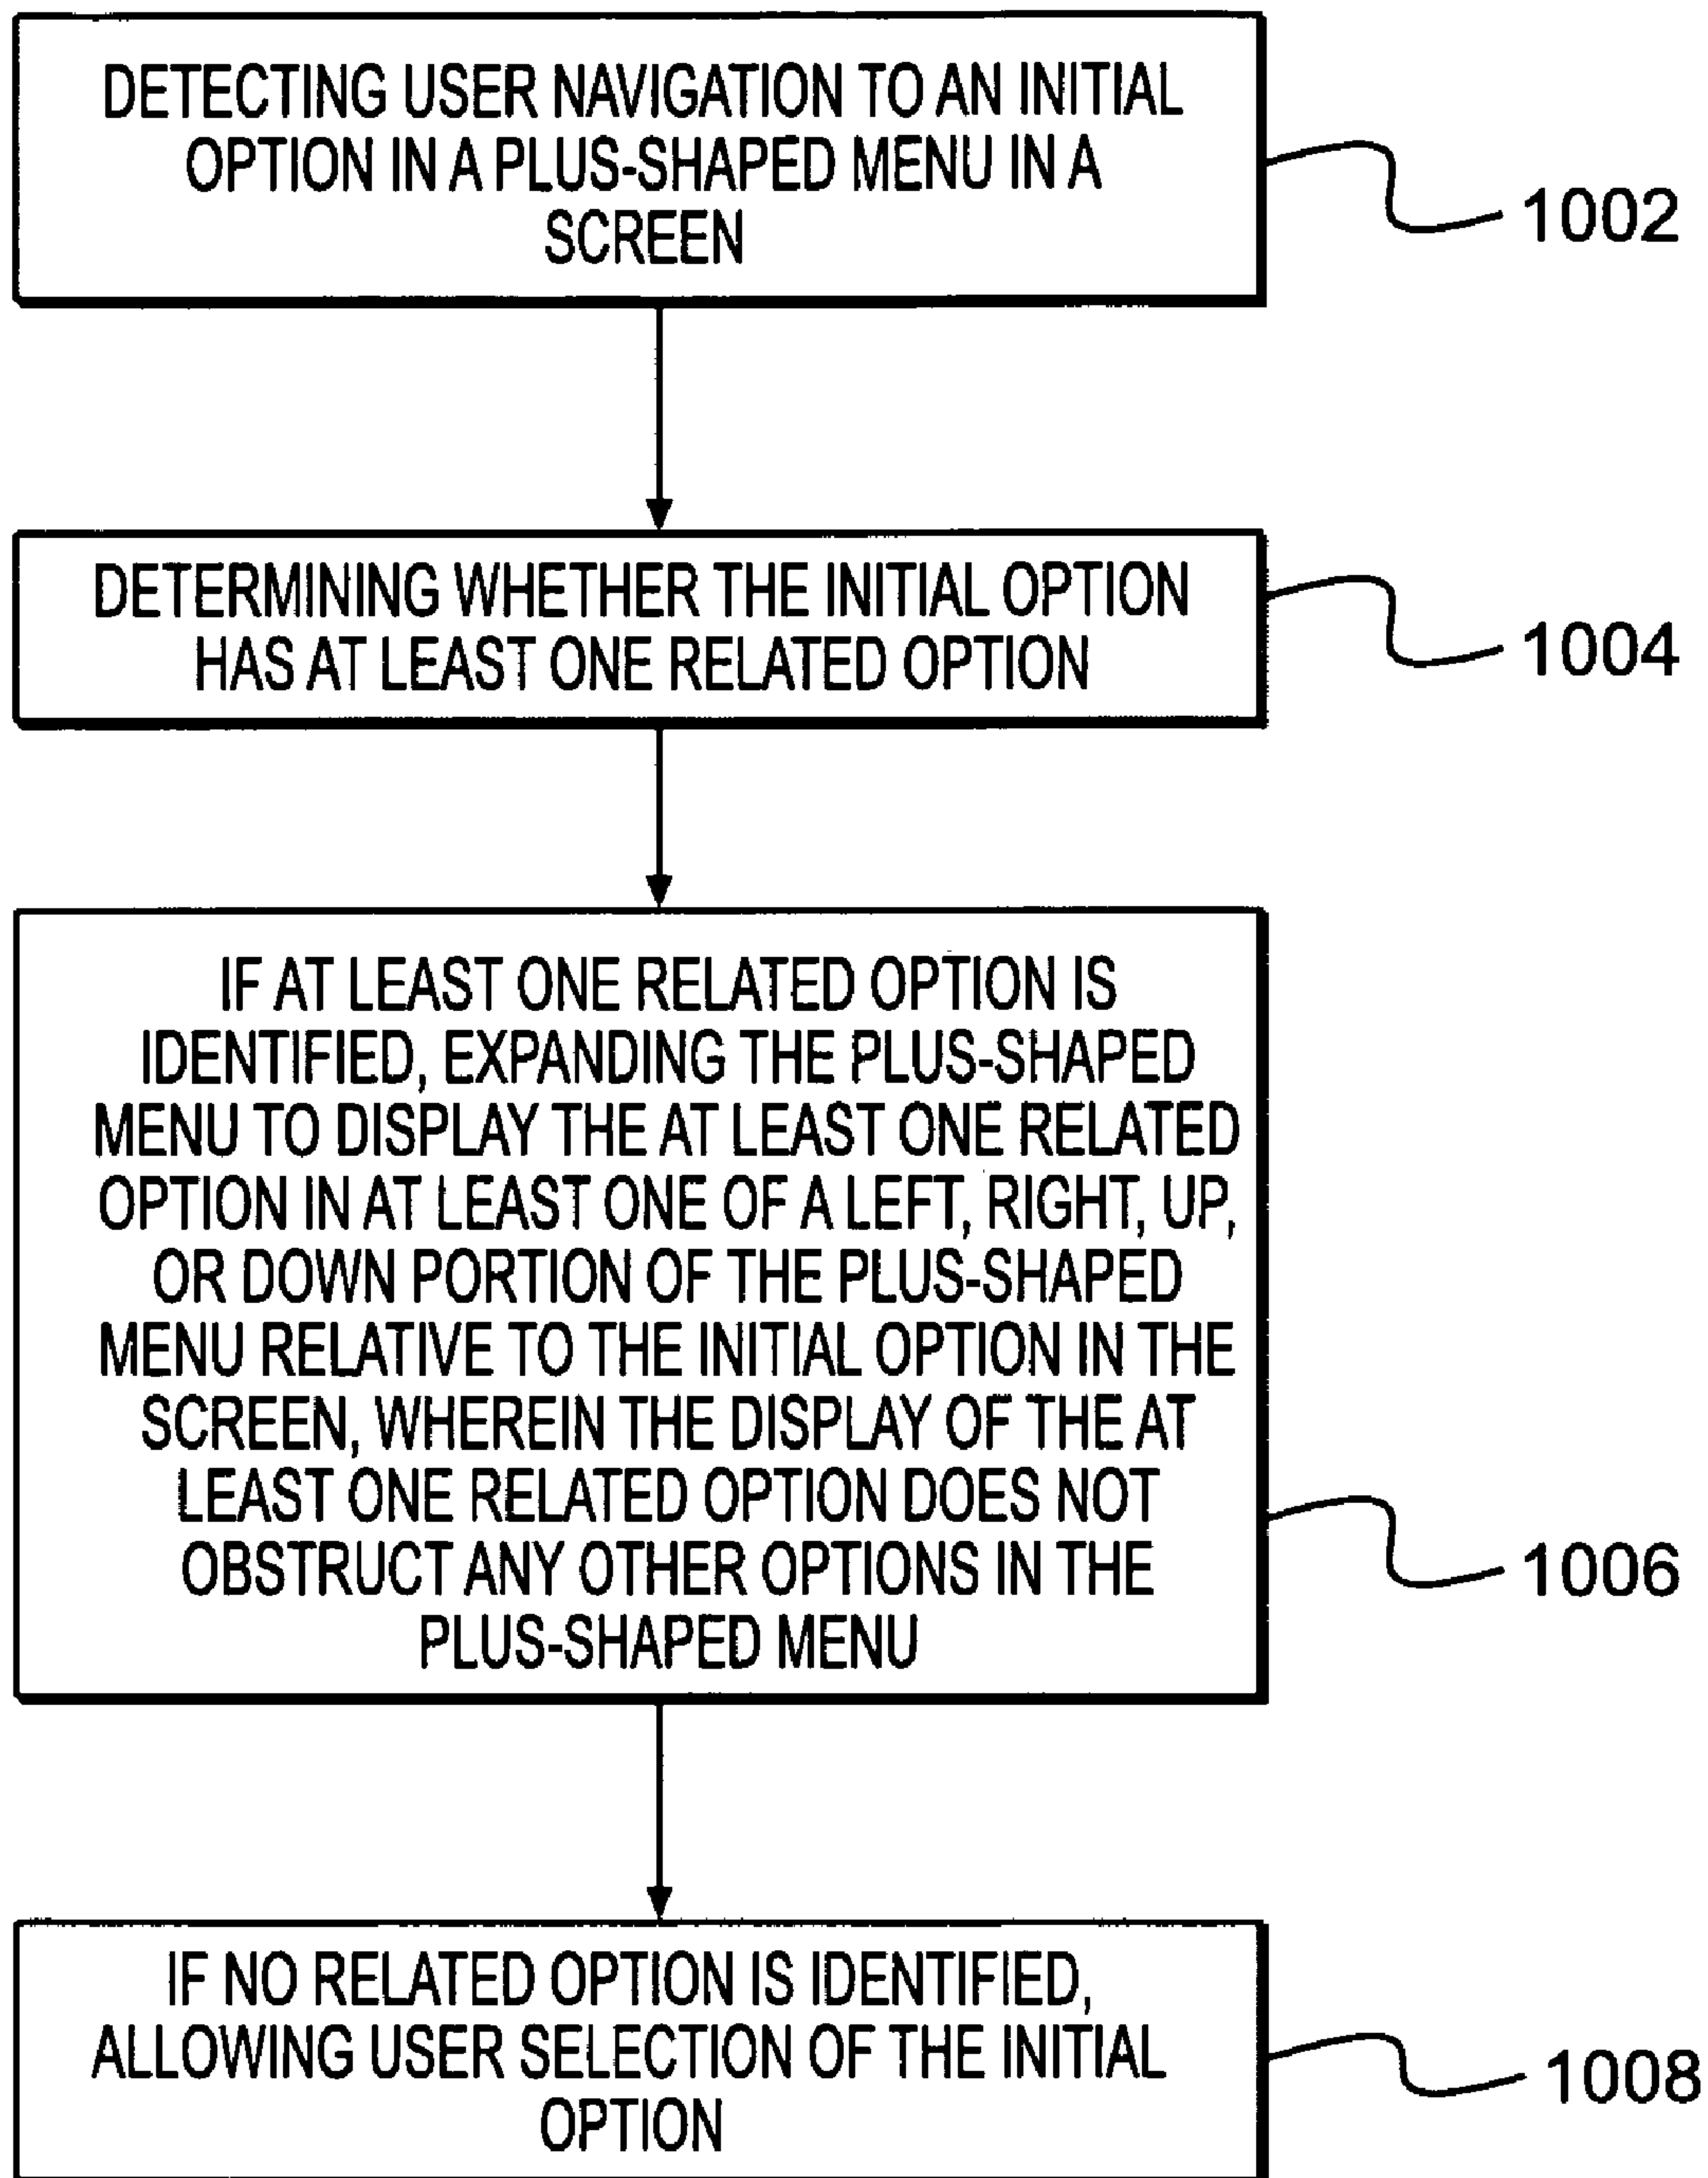 DETECTING USER NAVIGATION TO AN INITIAL
OPTION IN A PLUS-SHAPED MENU IN A
SCREEN
1002
DETERMINING WHETHER THE INITIAL OPTION
HAS AT LEAST ONE RELATED OPTION
1004
IF AT LEAST ONE RELATED OPTION IS
IDENTIFIED, EXPANDING THE PLUS-SHAPED
MENU TO DISPLAY THE AT LEAST ONE RELATED
OPTION IN AT LEAST ONE OF A LEFT, RIGHT, UP,
OR DOWN PORTION OF THE PLUS-SHAPED
MENU RELATIVE TO THE INITIAL OPTION IN THE
SCREEN, WHEREIN THE DISPLAY OF THE AT
LEAST ONE RELATED OPTION DOES NOT
OBSTRUCT ANY OTHER OPTIONS IN THE
PLUS-SHAPED MENU
1006
IF NO RELATED OPTION IS IDENTIFIED,
ALLOWING USER SELECTION OF THE INITIAL
OPTION
1008